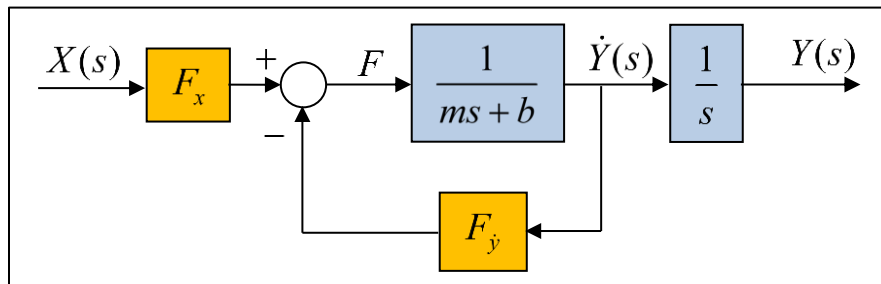 X(s)
F_x
+
−
F
1
ms + b
Ẏ(s)
1
s
Y(s)
F_ẏ